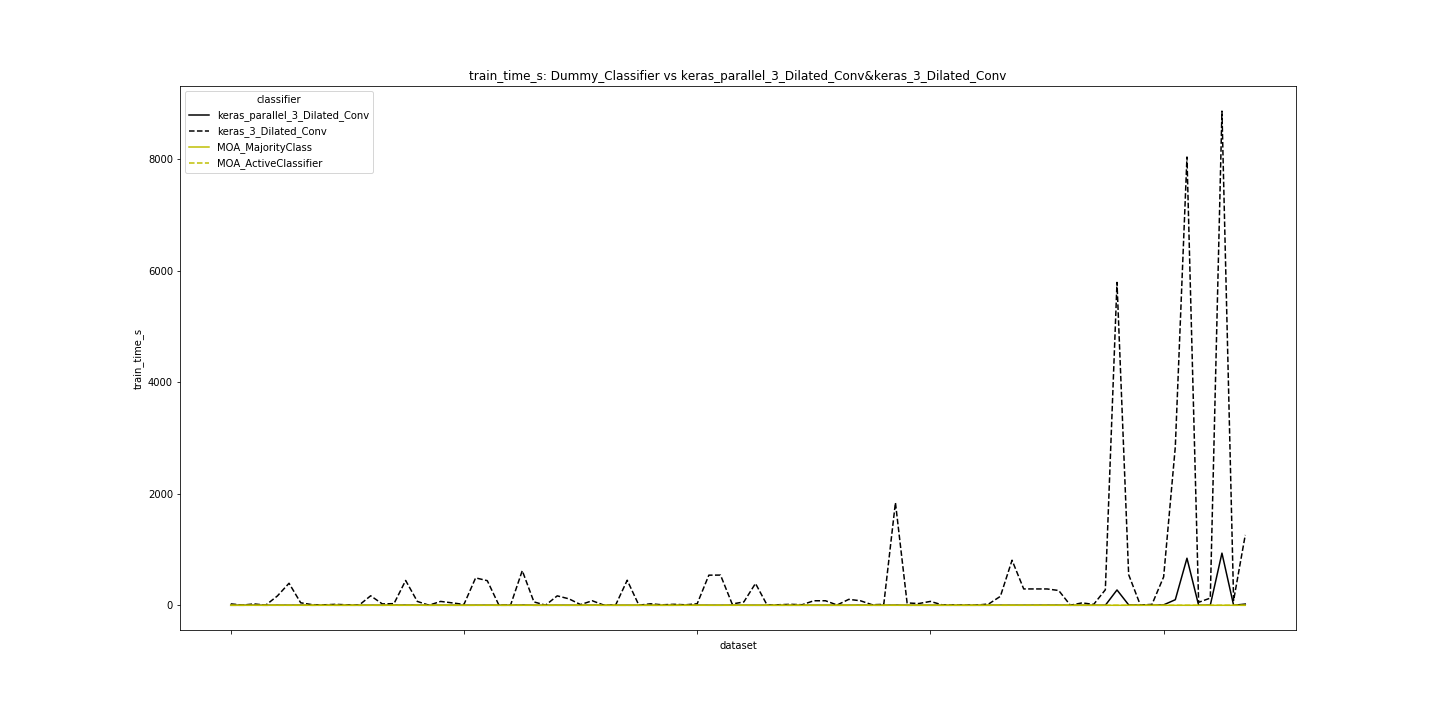 train_time_s: Dummy_Classifier vs keras_parallel_3_Dilated_Conv&keras_3_Dilated_Conv
classifier
keras_parallel_3_Dilated_Conv
keras_3_Dilated_Conv
MOA_MajorityClass
MOA_ActiveClassifier
8000
6000
train_time_s
4000
2000
0
dataset